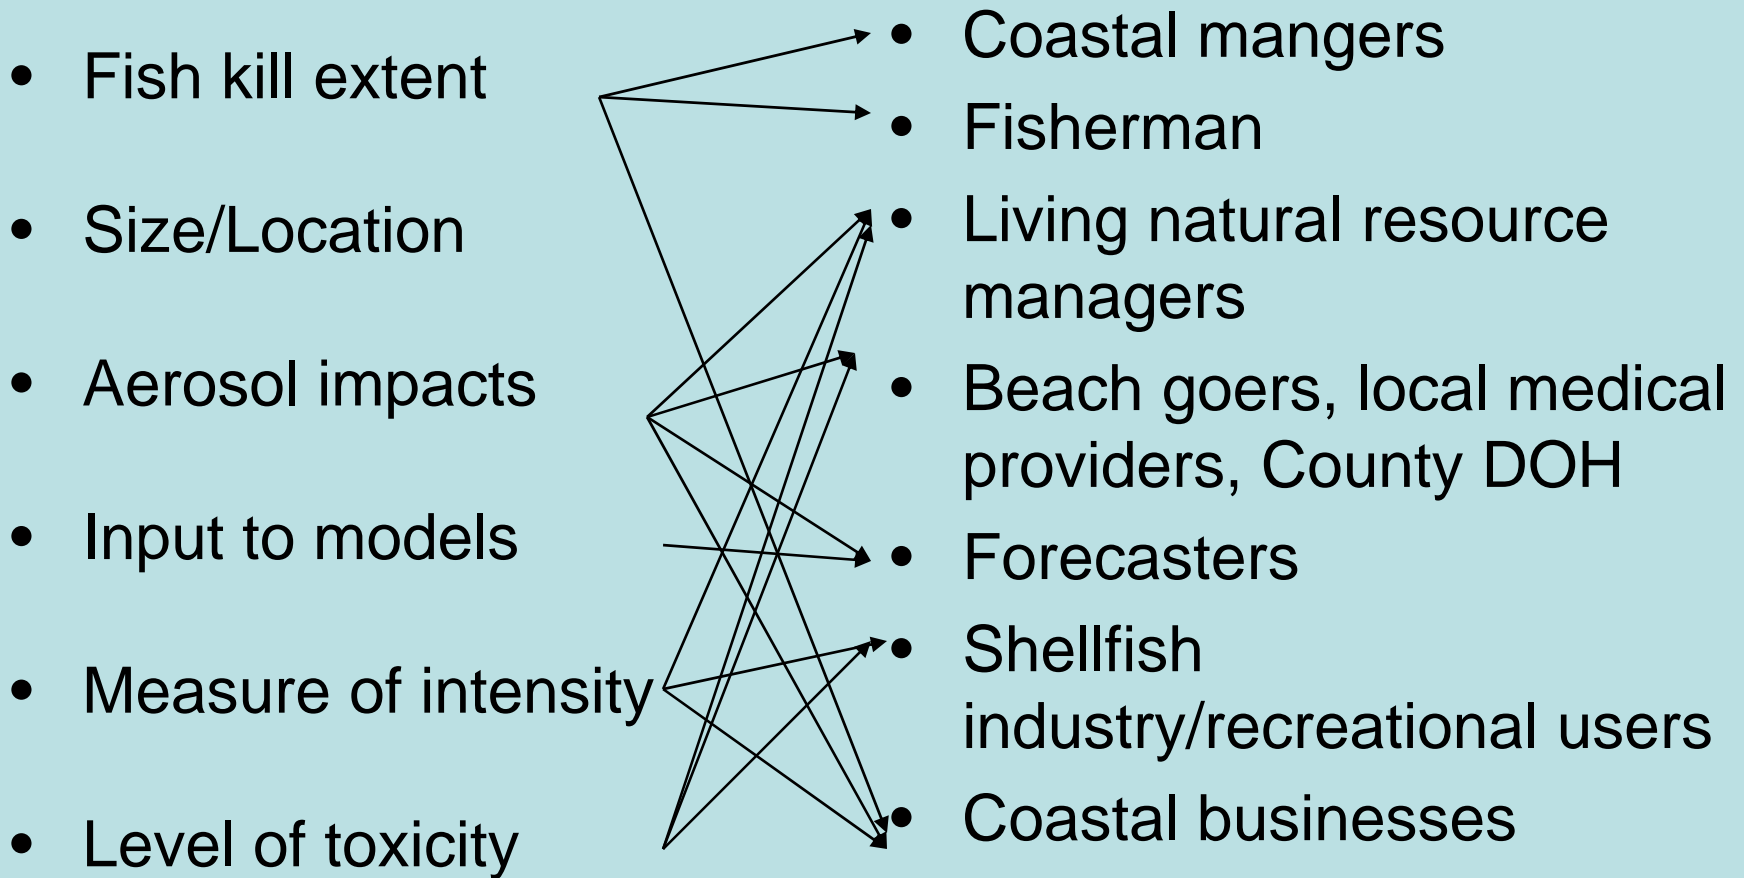 • Fish kill extent
• Size/Location
• Aerosol impacts
• Input to models
• Measure of intensity
• Level of toxicity
• Coastal mangers
• Fisherman
• Living natural resource
managers
• Beach goers, local medical
providers, County DOH
• Forecasters
• Shellfish
industry/recreational users
• Coastal businesses